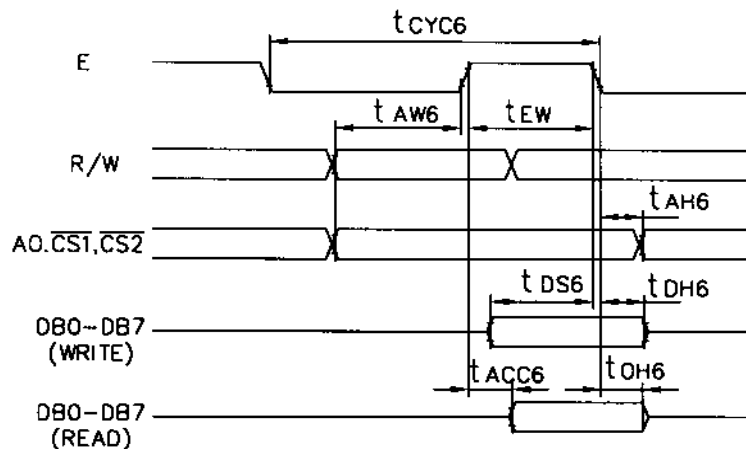 tCYC6
E
tAW6 tEW
R/W
tAH6
A0.CS1,CS2
tDS6 tDH6
DB0~DB7
(WRITE)
tACC6 tOH6
DB0~DB7
(READ)